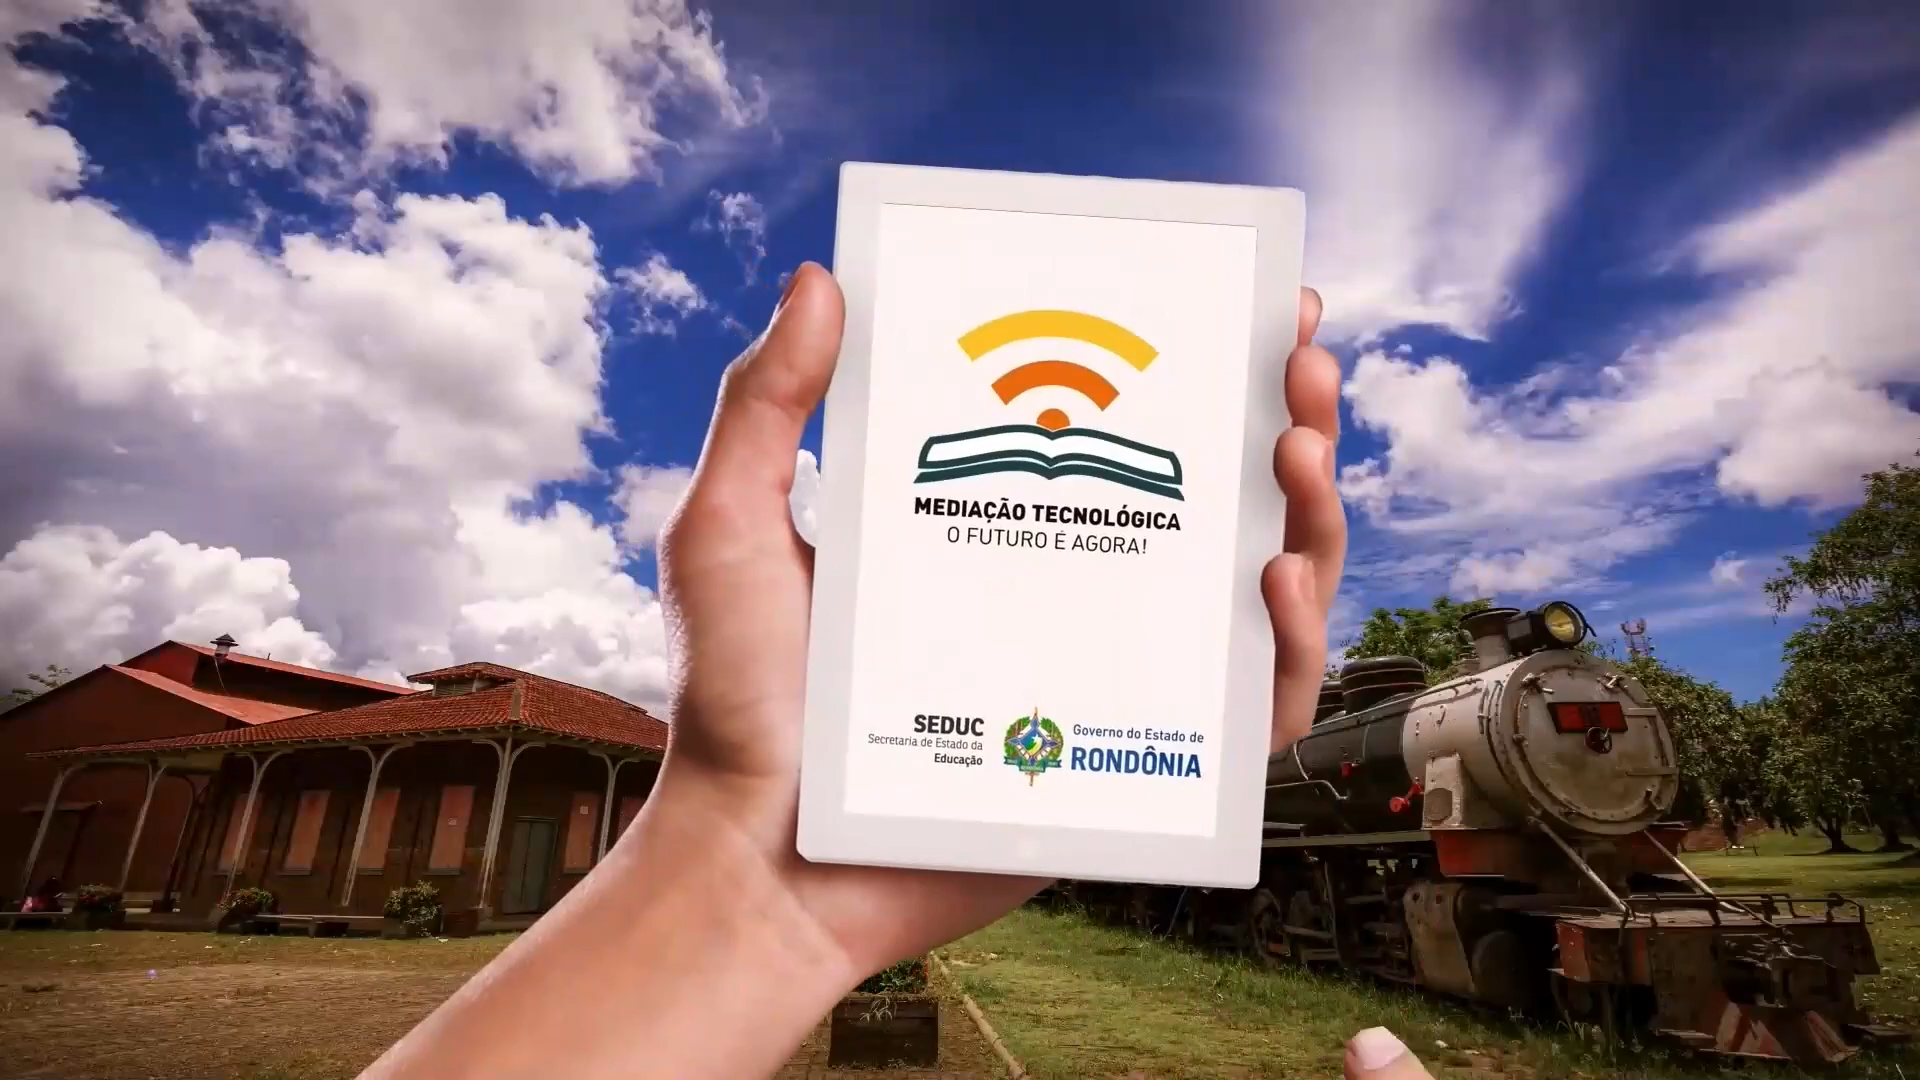 MEDIAÇÃO TECNOLÓGICA
O FUTURO É AGORA!
SEDUC
Secretaria de Estado da
Educação
Governo do Estado de
RONDÔNIA